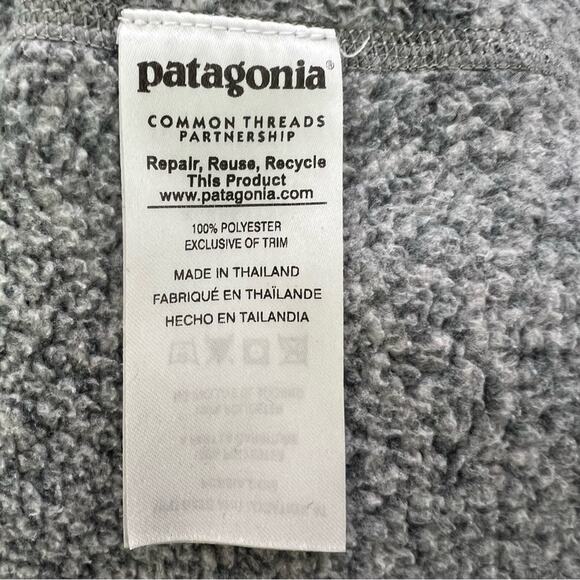 patagonia®
COMMON THREADS
PARTNERSHIP
Repair, Reuse, Recycle
This Product
www.patagonia.com
100% POLYESTER
EXCLUSIVE OF TRIM
MADE IN THAILAND
FABRIQUÉ EN THAÏLANDE
HECHO EN TAILANDIA